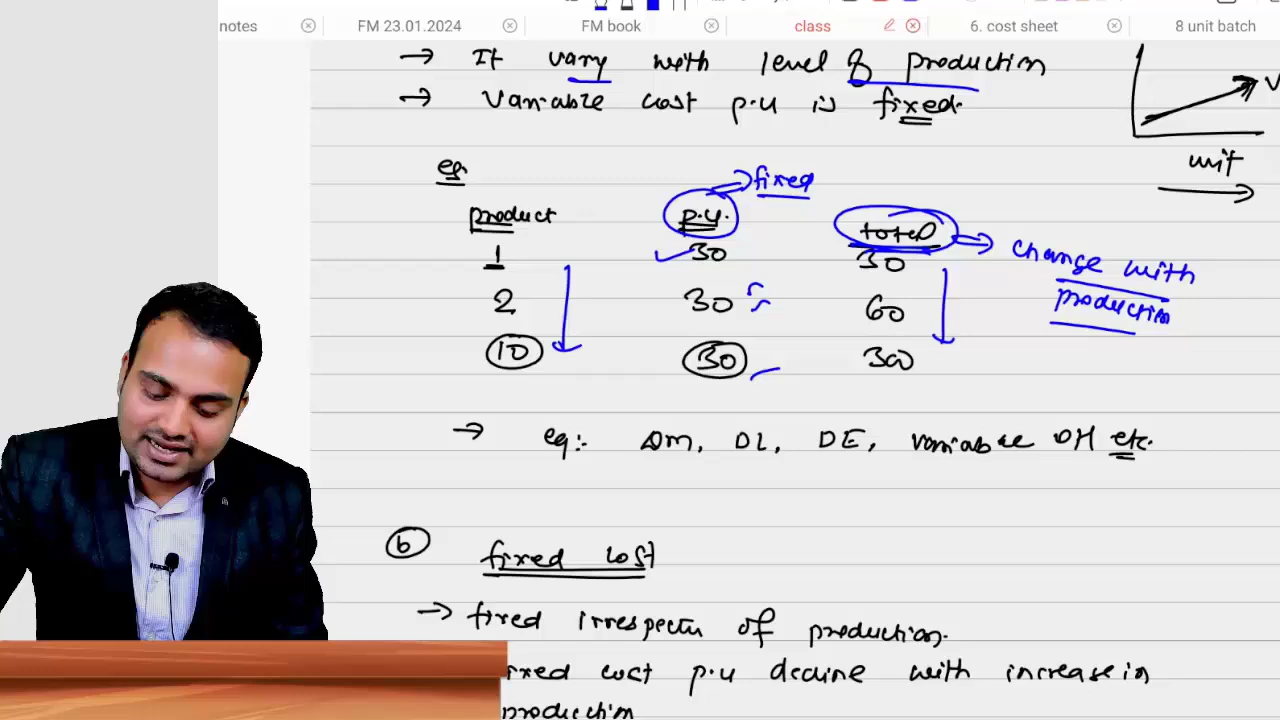 notes FM 23.01.2024 FM book class 6. cost sheet 8 unit batch
→ It vary with level of production
→ Variable cost p.u is fixed.
V
unit
eg.
fixed
product p.u. total
1 30 30
change with
production
2 30 60
10 30 300
→ eg:. DM, DL, DE, variable OH etc.
b fixed cost
→ fixed irrespectu of production.
ixed cost p.u decline with increase in
production